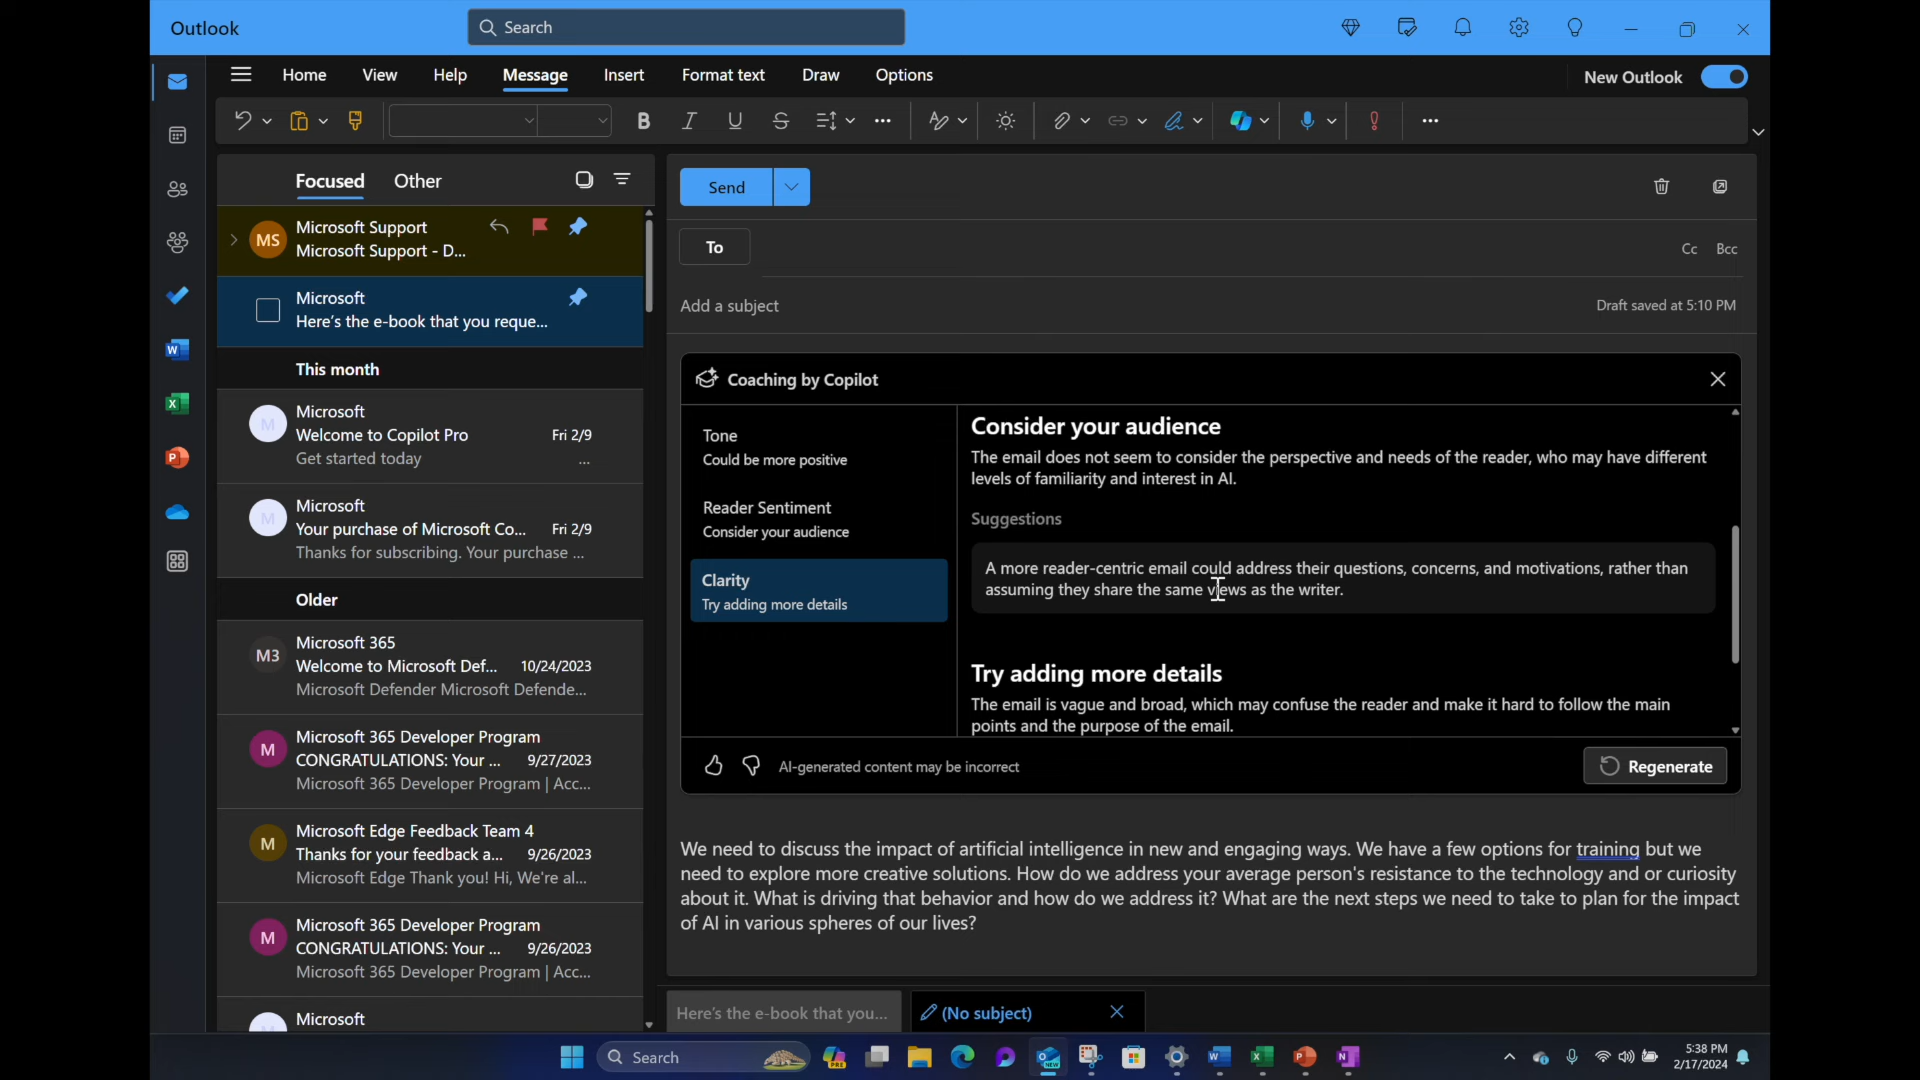 Outlook
Search
Home View Help Message Insert Format text Draw Options
New Outlook
Focused Other
MS
Microsoft Support
Microsoft Support - D...
Microsoft
Here's the e-book that you reque...
This month
M
Microsoft
Welcome to Copilot Pro Fri 2/9
Get started today ...
M
Microsoft
Your purchase of Microsoft Co... Fri 2/9
Thanks for subscribing. Your purchase ...
Older
M3
Microsoft 365
Welcome to Microsoft Def... 10/24/2023
Microsoft Defender Microsoft Defende...
M
Microsoft 365 Developer Program
CONGRATULATIONS: Your ... 9/27/2023
Microsoft 365 Developer Program | Acc...
M
Microsoft Edge Feedback Team 4
Thanks for your feedback a... 9/26/2023
Microsoft Edge Thank you! Hi, We're al...
M
Microsoft 365 Developer Program
CONGRATULATIONS: Your ... 9/26/2023
Microsoft 365 Developer Program | Acc...
Microsoft
Send
To
Cc Bcc
Add a subject
Draft saved at 5:10 PM
Coaching by Copilot
Tone
Could be more positive
Reader Sentiment
Consider your audience
Clarity
Try adding more details
Consider your audience
The email does not seem to consider the perspective and needs of the reader, who may have different
levels of familiarity and interest in AI.
Suggestions
A more reader-centric email could address their questions, concerns, and motivations, rather than
assuming they share the same views as the writer.
Try adding more details
The email is vague and broad, which may confuse the reader and make it hard to follow the main
points and the purpose of the email.
AI-generated content may be incorrect
Regenerate
We need to discuss the impact of artificial intelligence in new and engaging ways. We have a few options for training but we
need to explore more creative solutions. How do we address your average person's resistance to the technology and or curiosity
about it. What is driving that behavior and how do we address it? What are the next steps we need to take to plan for the impact
of AI in various spheres of our lives?
Here's the e-book that you...
(No subject)
Search
5:38 PM
2/17/2024